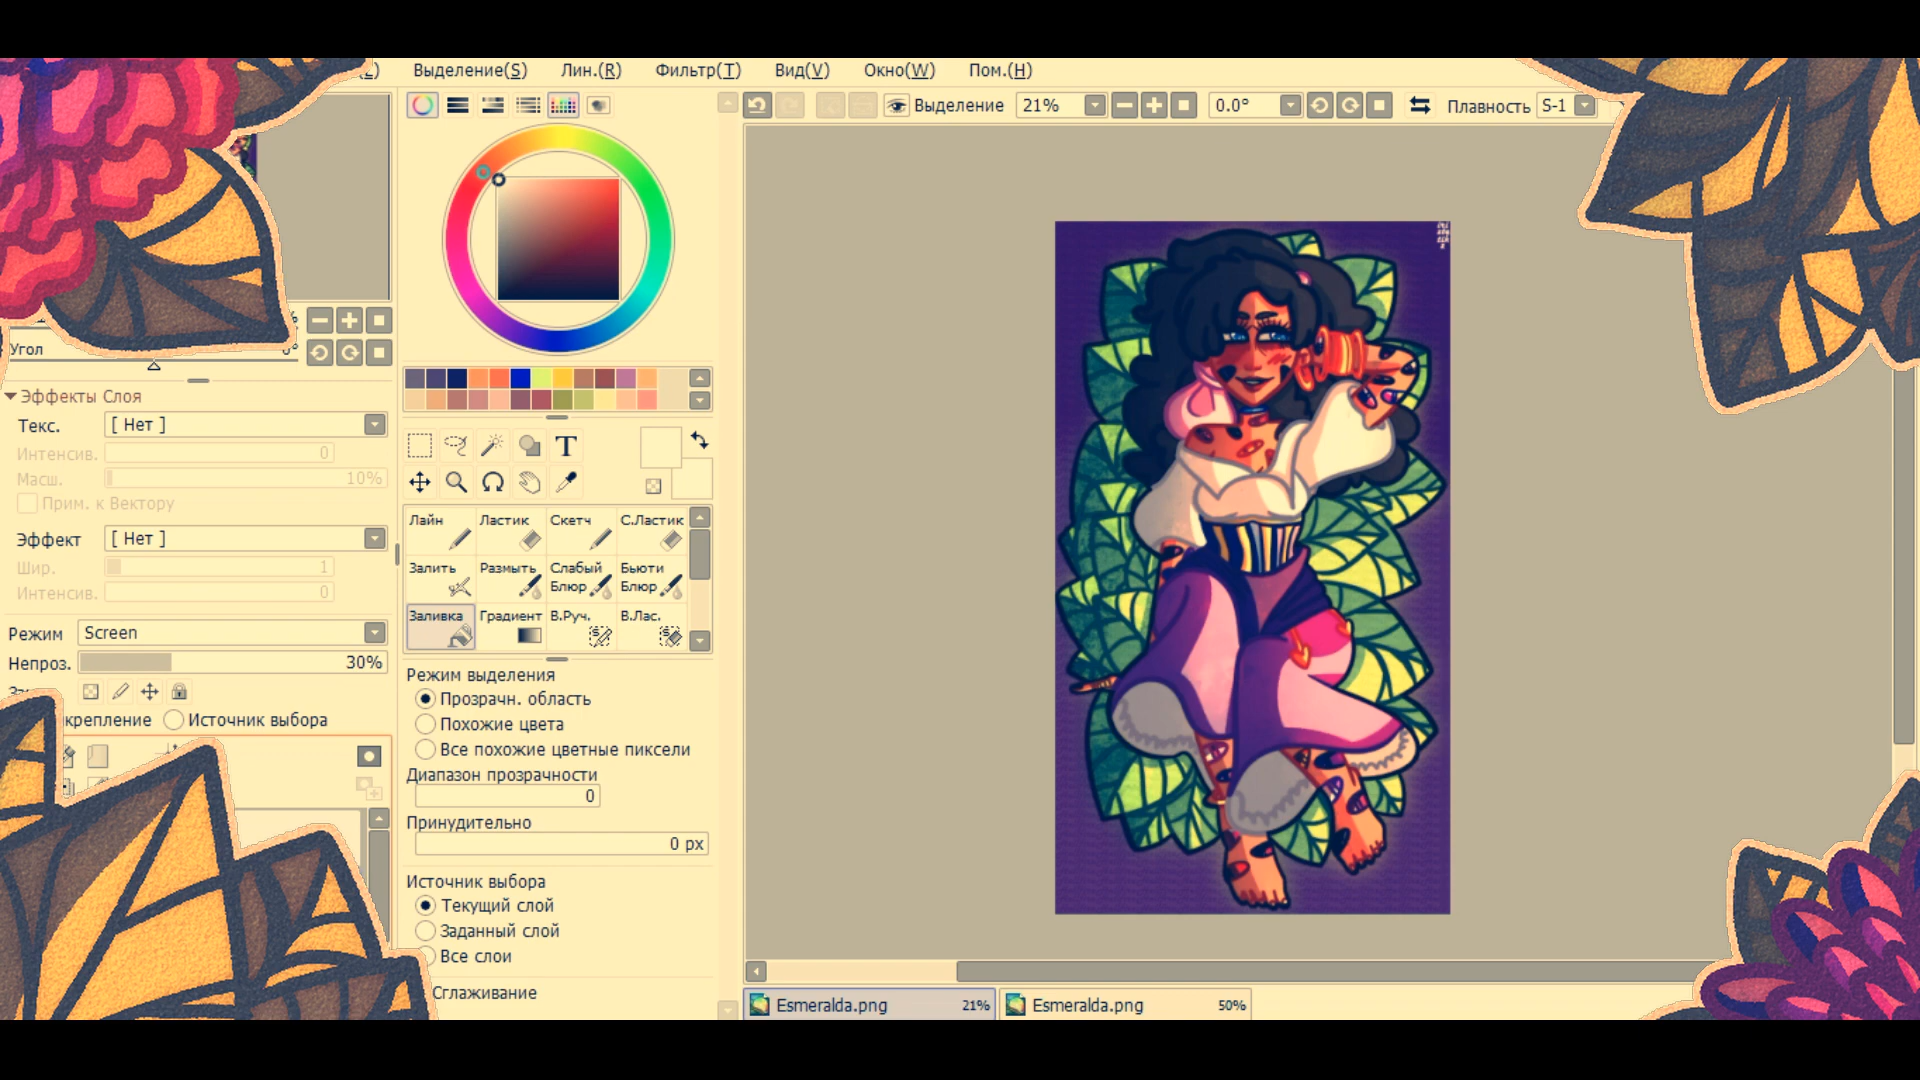 Выделение(S) Лин.(R) Фильтр(T) Вид(V) Окно(W) Пом.(H)
Выделение 21% 0.0° Плавность S-1
Угол 0°
Эффекты Слоя
Текс. [ Нет ]
Интенсив. 0
Масш. 10%
Прим. к Вектору
Эффект [ Нет ]
Шир. 1
Интенсив. 0
Режим Screen
Непроз. 30%
крепление Источник выбора
T
Лайн Ластик Скетч С.Ластик
Залить Размыть Слабый Блюр Бьюти Блюр
Заливка Градиент В.Руч. В.Лас.
Режим выделения
Прозрачн. область
Похожие цвета
Все похожие цветные пиксели
Диапазон прозрачности
0
Принудительно
0 px
Источник выбора
Текущий слой
Заданный слой
Все слои
Сглаживание
Esmeralda.png 21% Esmeralda.png 50%